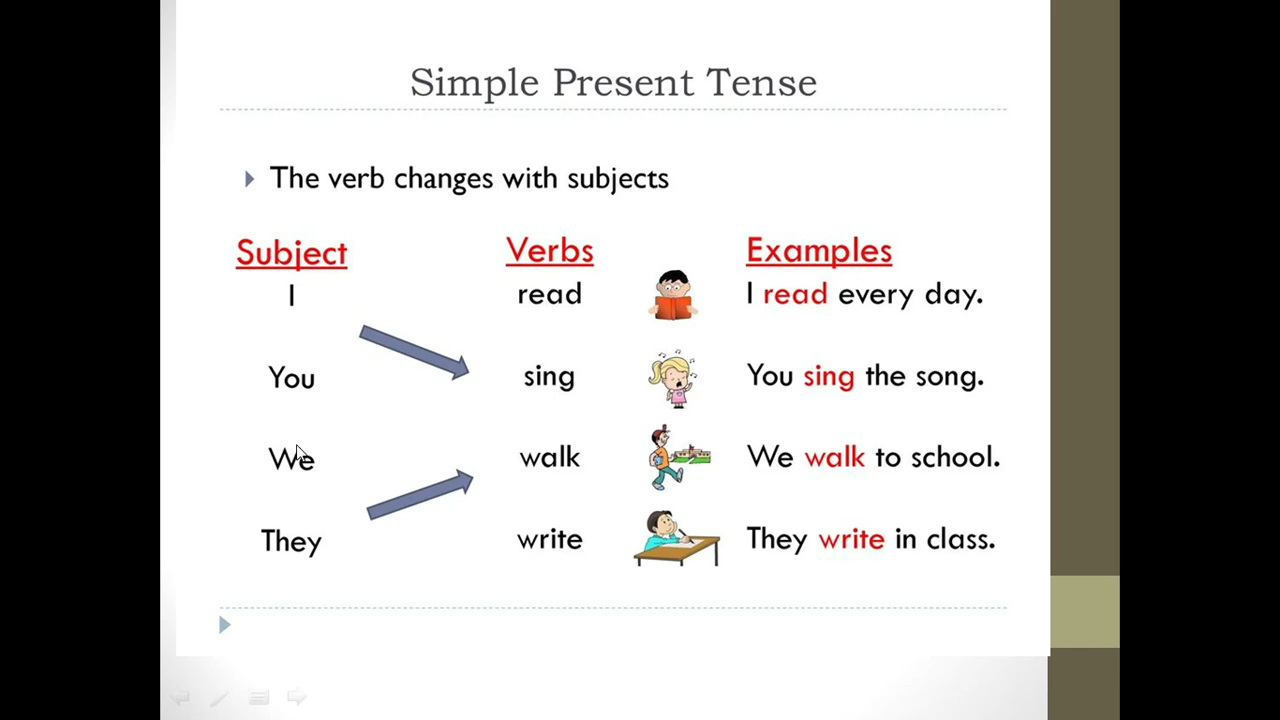 Simple Present Tense
The verb changes with subjects
Subject Verbs Examples
I read I read every day.
You sing You sing the song.
We walk We walk to school.
They write They write in class.